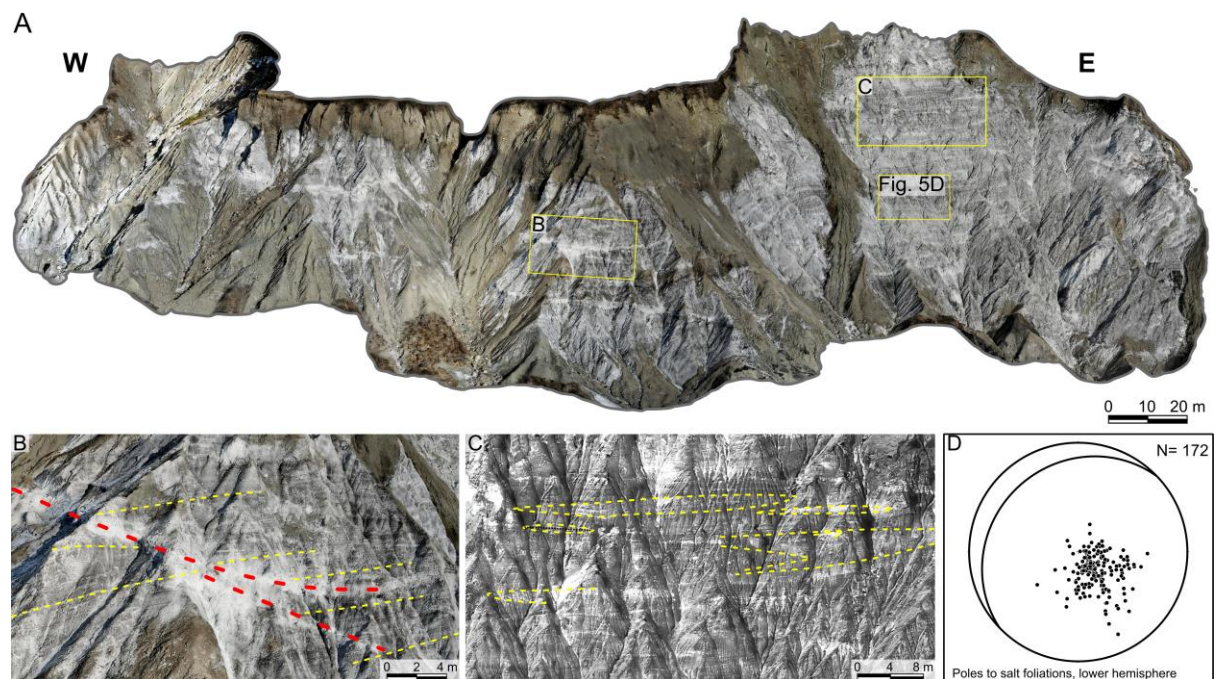 A
W
E
C
Fig. 5D
B
0 10 20 m
B
0 2 4 m
C
0 4 8 m
D
N= 172
Poles to salt foliations, lower hemisphere